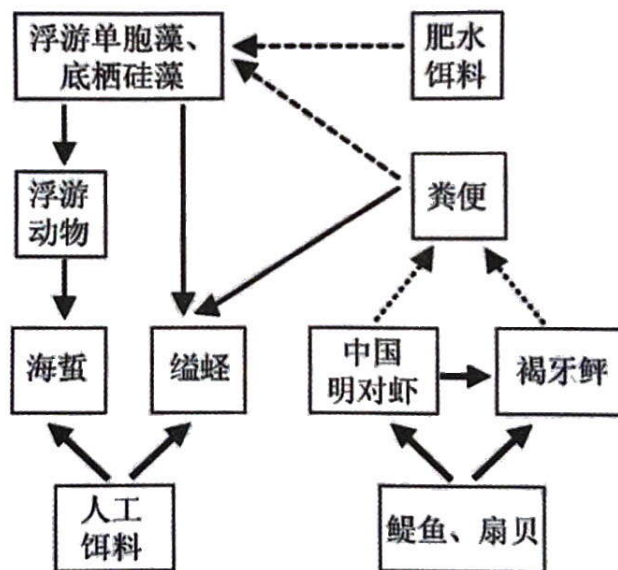 浮游单胞藻、
底栖硅藻
肥水
饵料
浮游
动物
粪便
海蜇
缢蛏
中国
明对虾
褐牙鲆
人工
饵料
鳀鱼、扇贝